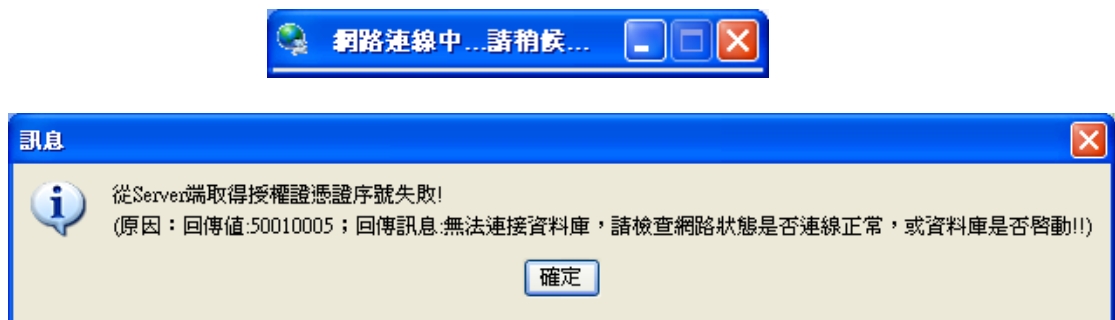 網路連線中...請稍候...
訊息
從Server端取得授權證憑證序號失敗!
(原因：回傳值:50010005；回傳訊息:無法連接資料庫，請檢查網路狀態是否連線正常，或資料庫是否啓動!!)
確定